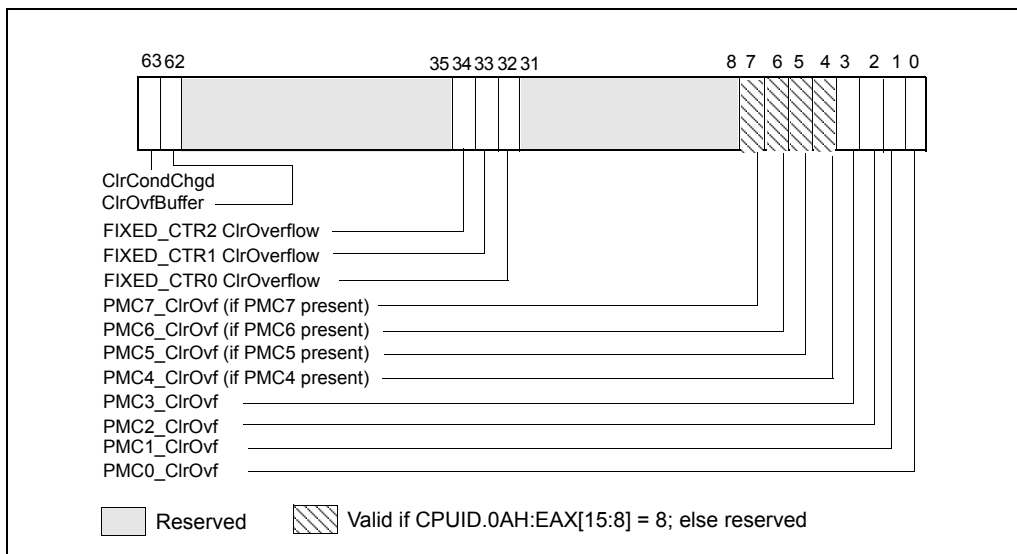 63 62 35 34 33 32 31 8 7 6 5 4 3 2 1 0
ClrCondChgd
ClrOvfBuffer
FIXED_CTR2 ClrOverflow
FIXED_CTR1 ClrOverflow
FIXED_CTR0 ClrOverflow
PMC7_ClrOvf (if PMC7 present)
PMC6_ClrOvf (if PMC6 present)
PMC5_ClrOvf (if PMC5 present)
PMC4_ClrOvf (if PMC4 present)
PMC3_ClrOvf
PMC2_ClrOvf
PMC1_ClrOvf
PMC0_ClrOvf
Reserved Valid if CPUID.0AH:EAX[15:8] = 8; else reserved